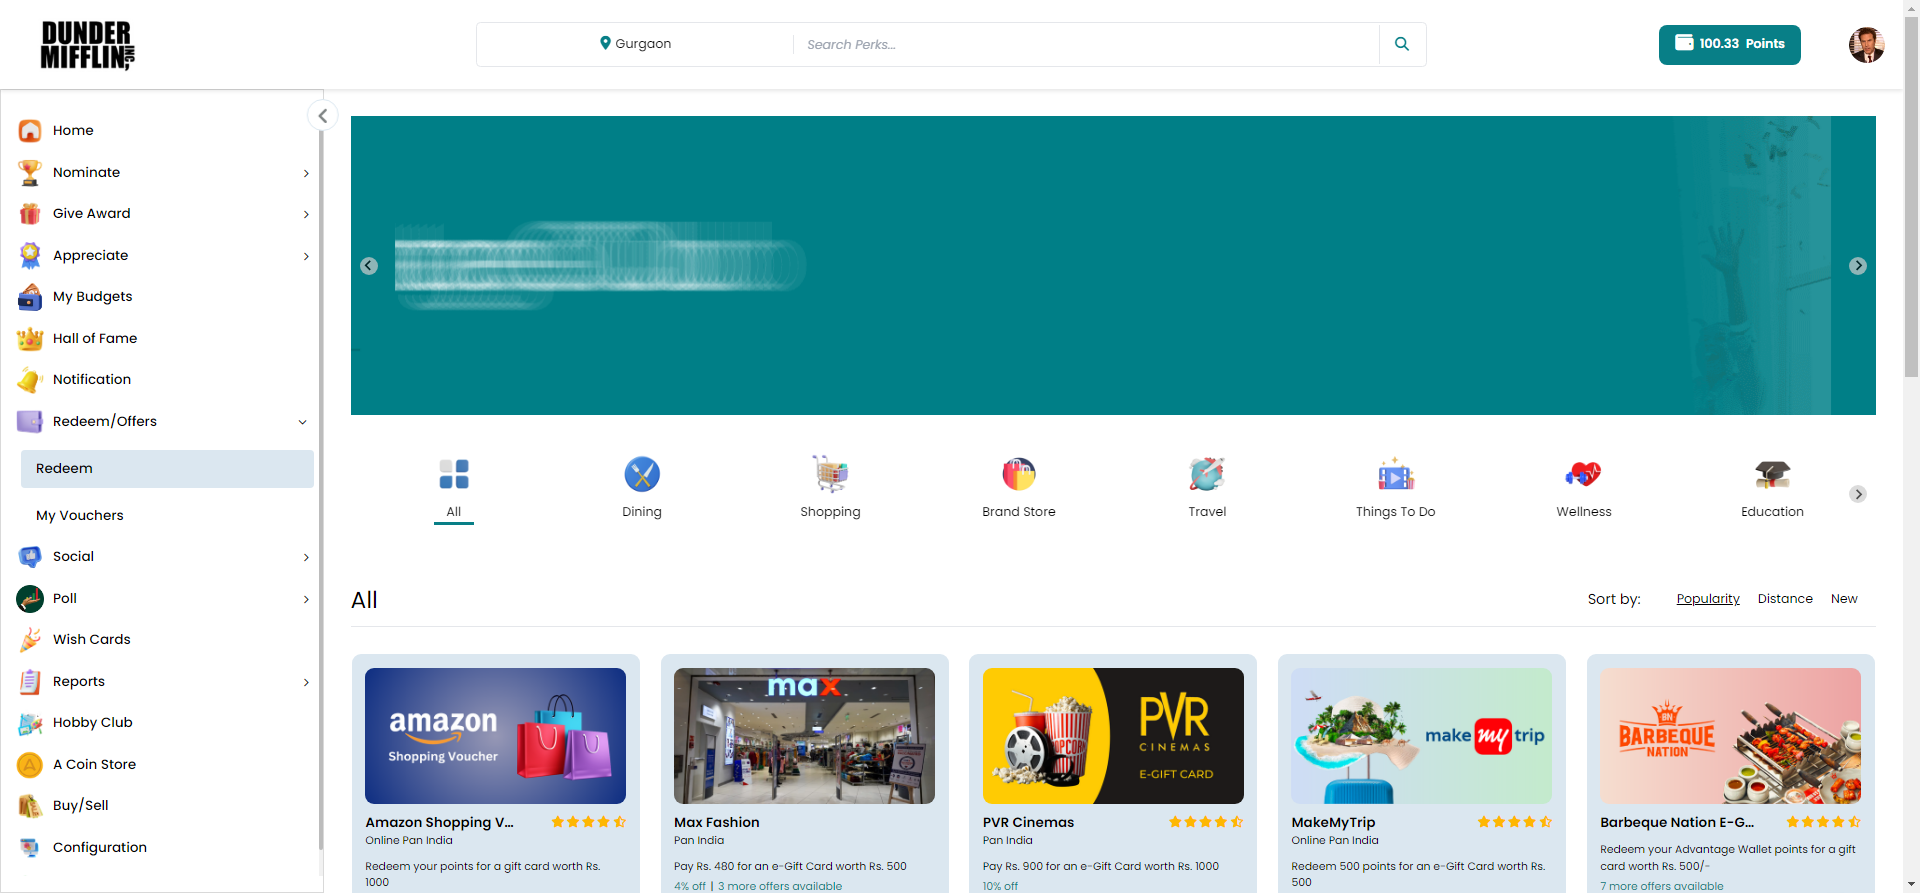 DUNDER
MIFFLIN INC,
Gurgaon
Search Perks...
100.33 Points
Home
Nominate
Give Award
Appreciate
My Budgets
Hall of Fame
Notification
Redeem/Offers
Redeem
My Vouchers
Social
Poll
Wish Cards
Reports
Hobby Club
A Coin Store
Buy/Sell
Configuration
All
Dining
Shopping
Brand Store
Travel
Things To Do
Wellness
Education
All
Sort by:
Popularity
Distance
New
amazon
Shopping Voucher
Amazon Shopping V...
Online Pan India
Redeem your points for a gift card worth Rs.
1000
max
Max Fashion
Pan India
Pay Rs. 480 for an e-Gift Card worth Rs. 500
4% off | 3 more offers available
POPCORN
PVR
CINEMAS
E-GIFT CARD
PVR Cinemas
Pan India
Pay Rs. 900 for an e-Gift Card worth Rs. 1000
10% off
make my trip
MakeMyTrip
Online Pan India
Redeem 500 points for an e-Gift Card worth Rs.
500
BN
BARBEQUE
NATION
Barbeque Nation E-G...
Redeem your Advantage Wallet points for a gift
card worth Rs. 500/-
7 more offers available